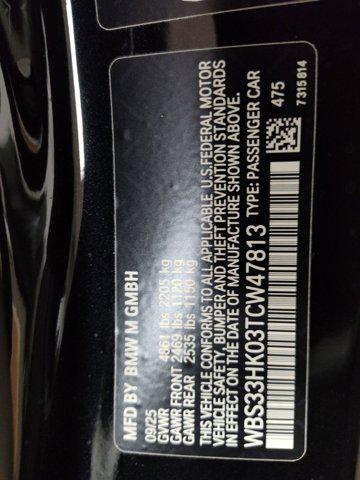 MFD BY BMW M GMBH
09/25
GVWR 4861 lbs 2205 kg
GAWR FRONT 2469 lbs 1120 kg
GAWR REAR 2535 lbs 1150 kg
THIS VEHICLE CONFORMS TO ALL APPLICABLE U.S.FEDERAL MOTOR
VEHICLE SAFETY, BUMPER AND THEFT PREVENTION STANDARDS
IN EFFECT ON THE DATE OF MANUFACTURE SHOWN ABOVE.
WBS33HK03TCW47813 TYPE: PASSENGER CAR
475
7315814